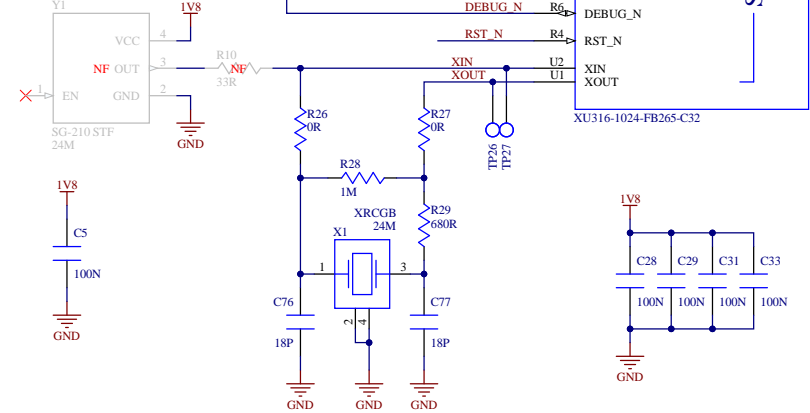 Y1
1V8
VCC
4
NF
OUT
3
R10
NF
33R
1
EN
GND
2
SG-210 STF
24M
GND
DEBUG_N
R6
DEBUG_N
RST_N
R4
RST_N
XIN
U2
XIN
XOUT
U1
XOUT
XU316-1024-FB265-C32
R26
0R
R27
0R
TP26
TP27
R28
1M
R29
680R
XRCGB
24M
X1
1
3
2
4
C76
18P
C77
18P
GND
GND
GND
1V8
C5
100N
GND
1V8
C28
C29
C31
C33
100N
100N
100N
100N
GND